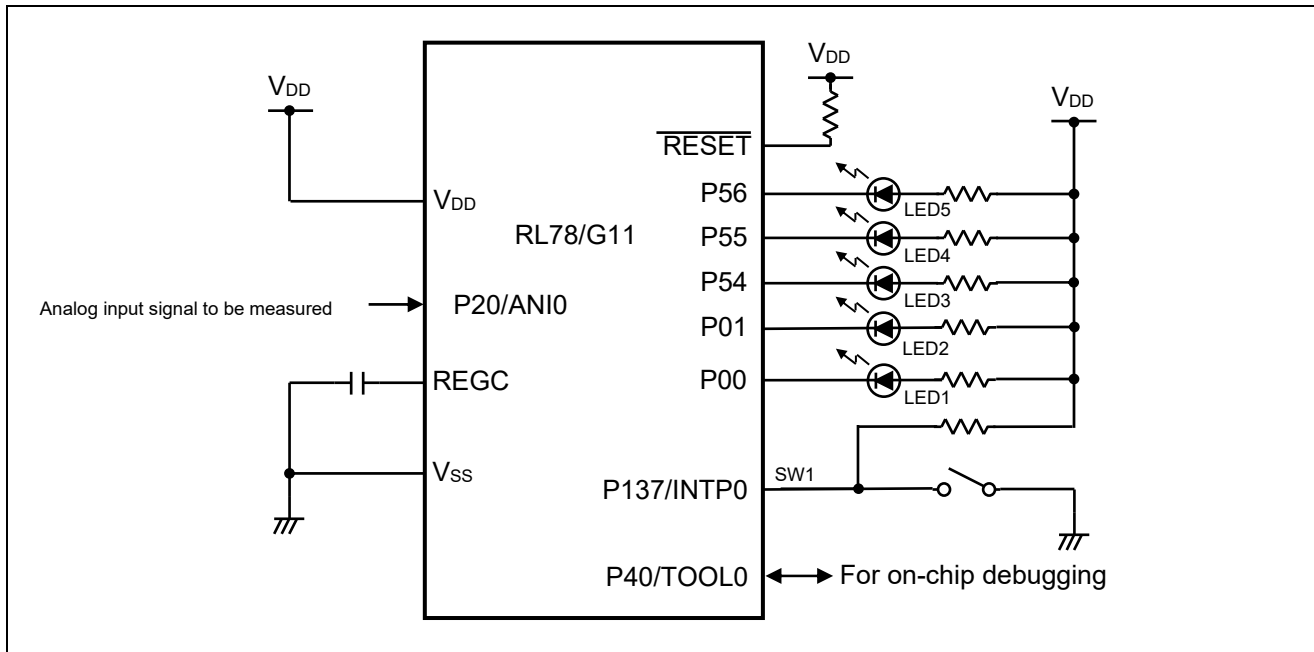 VDD
VDD
VDD
RESET
P56
LED5
VDD
RL78/G11
P55
LED4
P54
LED3
Analog input signal to be measured
P20/ANI0
P01
LED2
REGC
P00
LED1
VSS
P137/INTP0
SW1
P40/TOOL0
For on-chip debugging